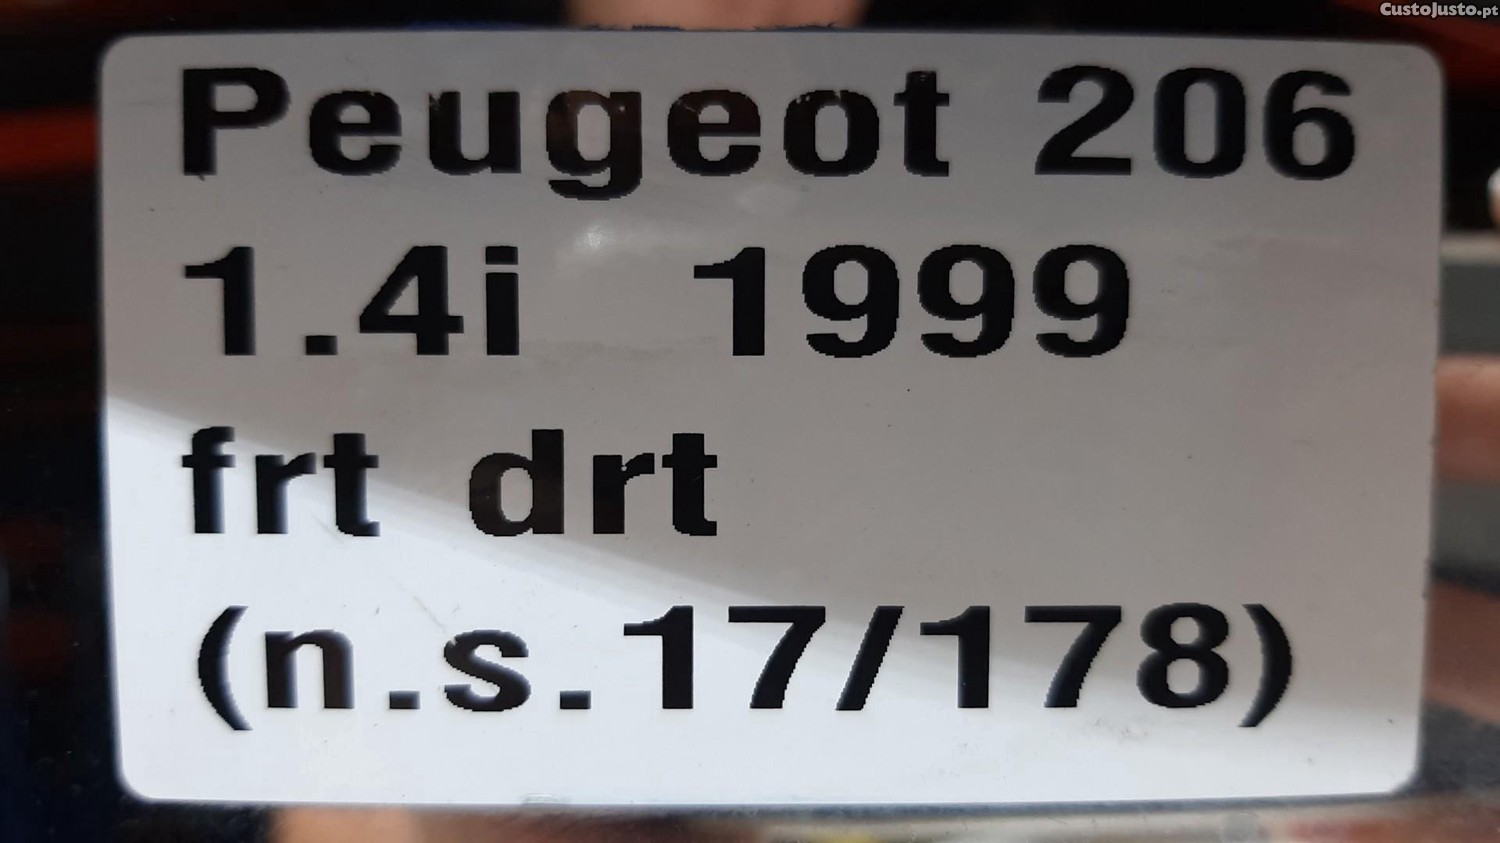 CustoJusto.pt
Peugeot 206
1.4i 1999
frt drt
(n.s.17/178)